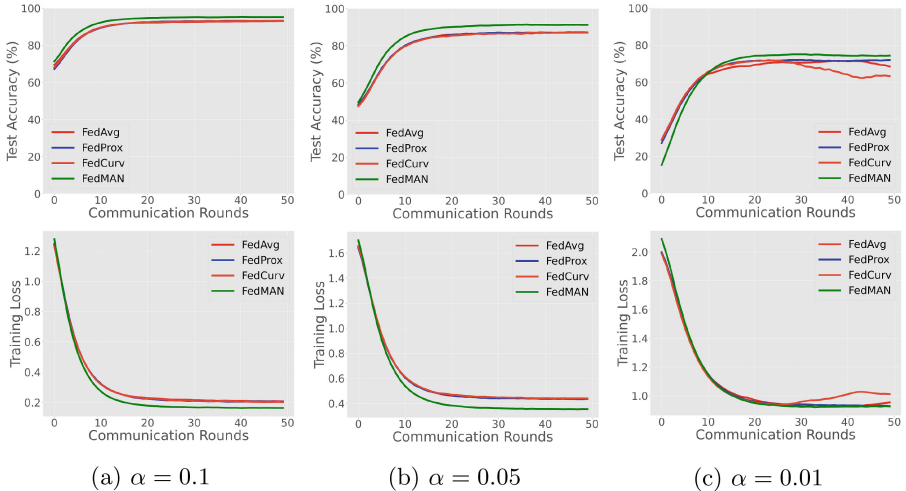 100
80
60
40
20
0
Test Accuracy (%)
FedAvg
FedProx
FedCurv
FedMAN
0 10 20 30 40 50
Communication Rounds
100
80
60
40
20
0
Test Accuracy (%)
FedAvg
FedProx
FedCurv
FedMAN
0 10 20 30 40 50
Communication Rounds
100
80
60
40
20
0
Test Accuracy (%)
FedAvg
FedProx
FedCurv
FedMAN
0 10 20 30 40 50
Communication Rounds
1.2
1.0
0.8
0.6
0.4
0.2
Training Loss
FedAvg
FedProx
FedCurv
FedMAN
0 10 20 30 40 50
Communication Rounds
1.6
1.4
1.2
1.0
0.8
0.6
0.4
Training Loss
FedAvg
FedProx
FedCurv
FedMAN
0 10 20 30 40 50
Communication Rounds
2.0
1.8
1.6
1.4
1.2
1.0
Training Loss
FedAvg
FedProx
FedCurv
FedMAN
0 10 20 30 40 50
Communication Rounds
(a) α = 0.1
(b) α = 0.05
(c) α = 0.01